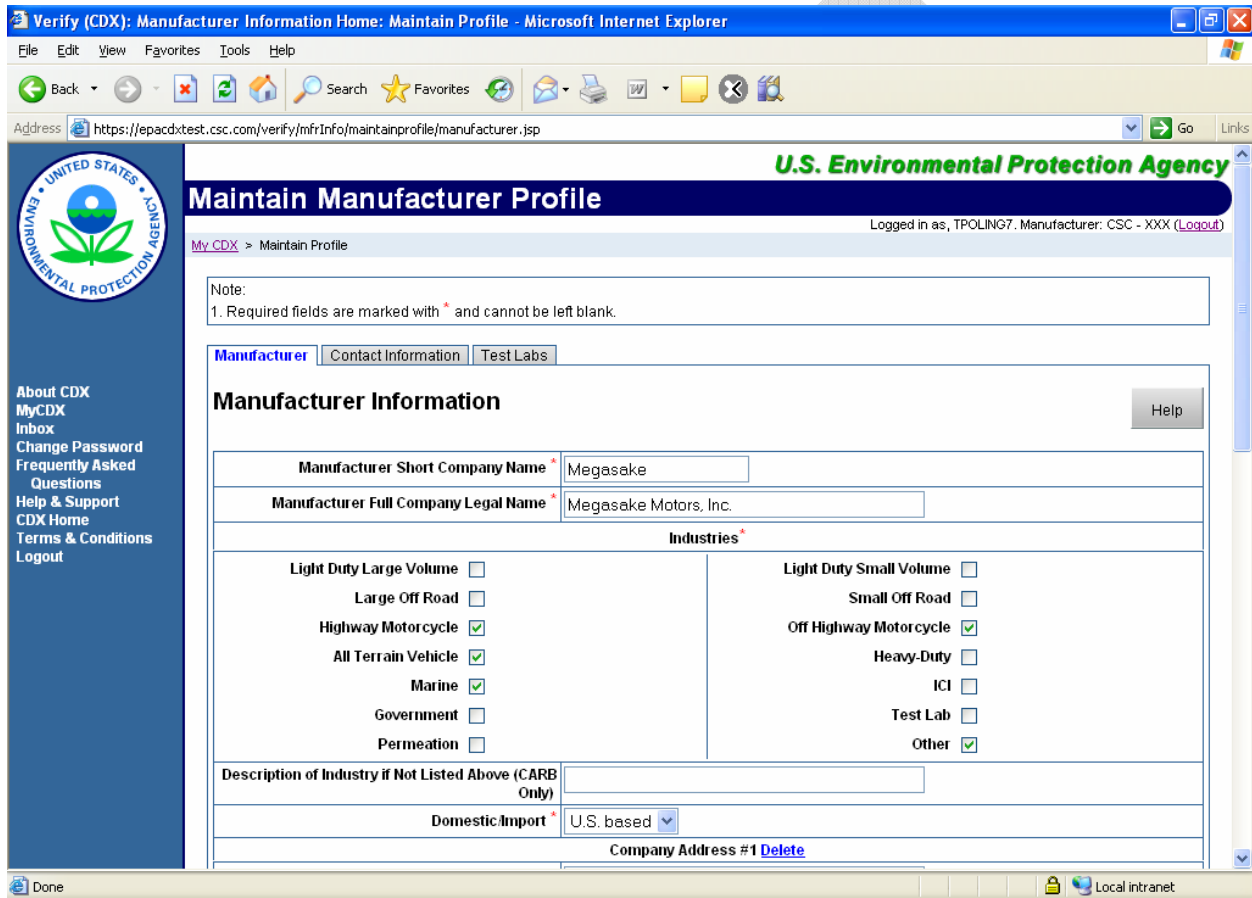 Verify (CDX): Manufacturer Information Home: Maintain Profile - Microsoft Internet Explorer
File Edit View Favorites Tools Help
Back Search Favorites
Address https://epacdxtest.csc.com/verify/mfrInfo/maintainprofile/manufacturer.jsp Go Links
UNITED STATES ENVIRONMENTAL PROTECTION AGENCY
U.S. Environmental Protection Agency
Maintain Manufacturer Profile
Logged in as, TPOLING7. Manufacturer: CSC - XXX (Logout)
My CDX > Maintain Profile
Note:
1. Required fields are marked with * and cannot be left blank.
Manufacturer Contact Information Test Labs
About CDX
MyCDX
Inbox
Change Password
Frequently Asked
Questions
Help & Support
CDX Home
Terms & Conditions
Logout
Manufacturer Information
Help
Manufacturer Short Company Name * Megasake
Manufacturer Full Company Legal Name * Megasake Motors, Inc.
Industries*
Light Duty Large Volume Light Duty Small Volume
Large Off Road Small Off Road
Highway Motorcycle Off Highway Motorcycle
All Terrain Vehicle Heavy-Duty
Marine ICI
Government Test Lab
Permeation Other
Description of Industry if Not Listed Above (CARB
Only)
Domestic/Import * U.S. based
Company Address #1 Delete
Done Local intranet